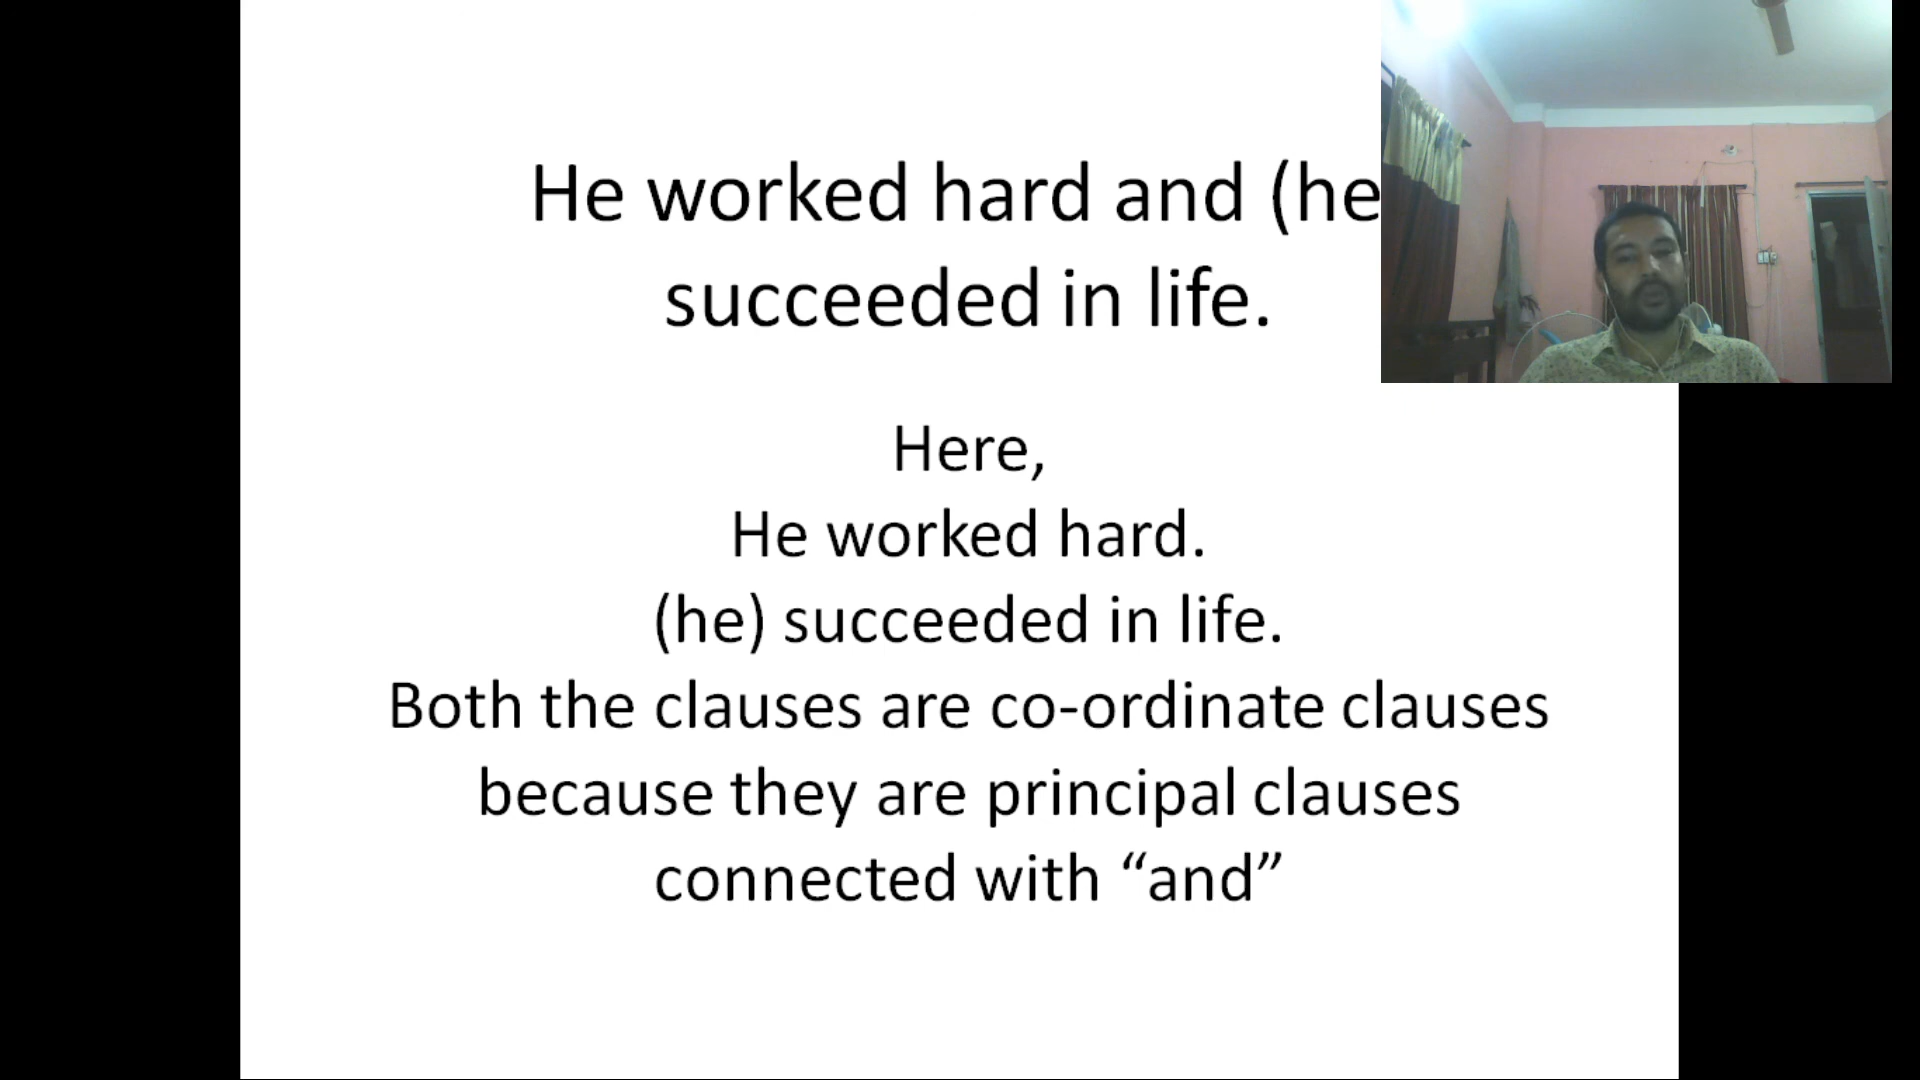 He worked hard and (he
succeeded in life.
Here,
He worked hard.
(he) succeeded in life.
Both the clauses are co-ordinate clauses
because they are principal clauses
connected with “and”